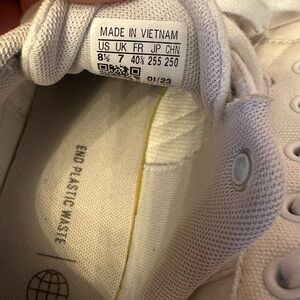 MADE IN VIETNAM
US UK FR JP CHN
8½ 7 40⅔ 255 250
01/23
END PLASTIC WASTE